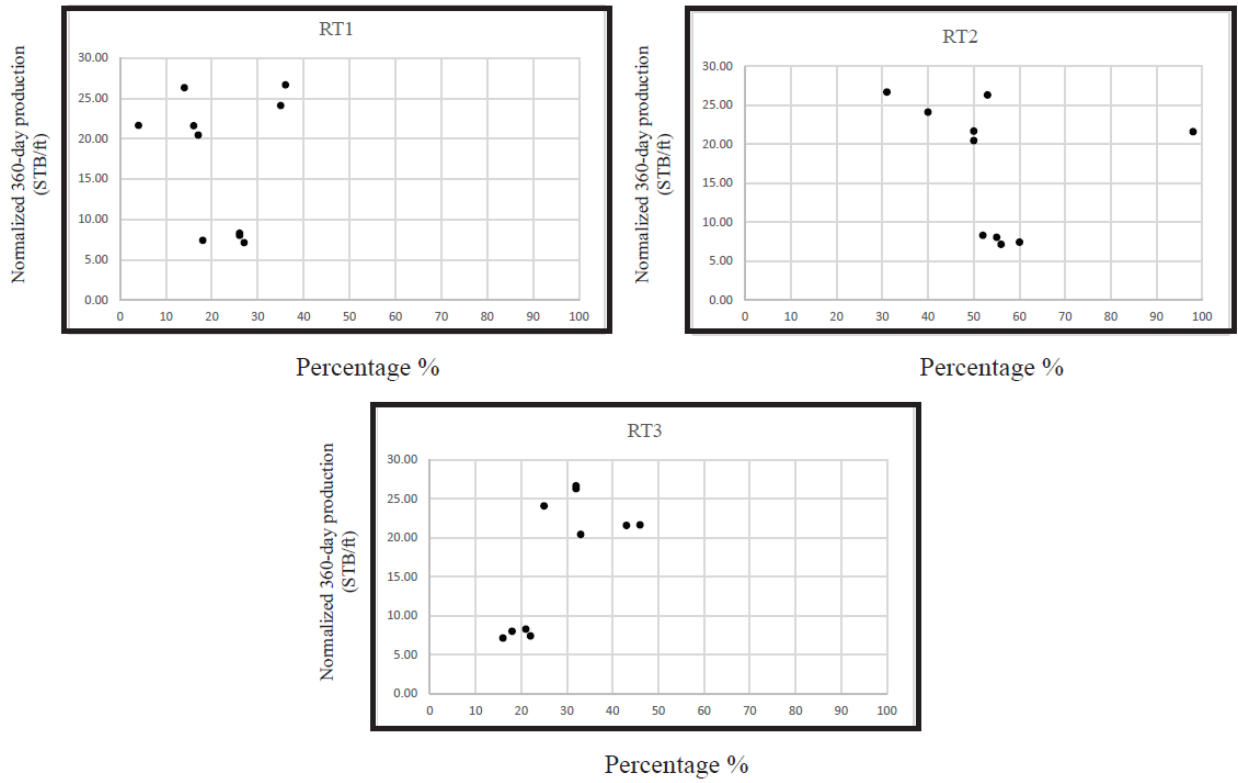 RT1
Normalized 360-day production
(STB/ft)
30.00
25.00
20.00
15.00
10.00
5.00
0.00
0 10 20 30 40 50 60 70 80 90 100
Percentage %
RT2
Normalized 360-day production
(STB/ft)
30.00
25.00
20.00
15.00
10.00
5.00
0.00
0 10 20 30 40 50 60 70 80 90 100
Percentage %
RT3
Normalized 360-day production
(STB/ft)
30.00
25.00
20.00
15.00
10.00
5.00
0.00
0 10 20 30 40 50 60 70 80 90 100
Percentage %